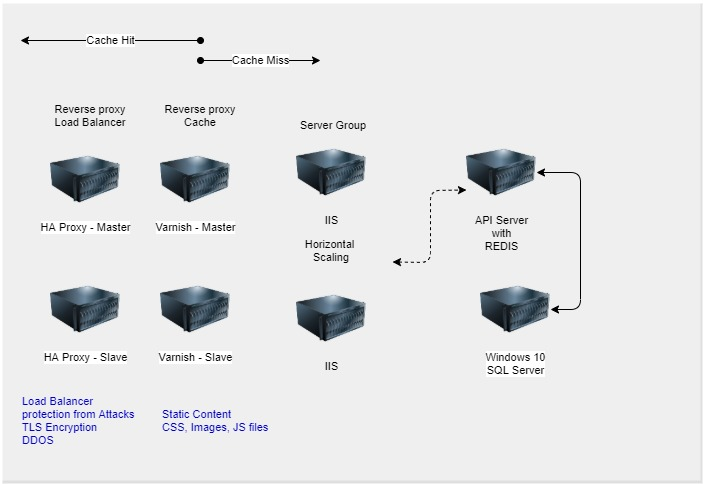 Cache Hit
Cache Miss
Reverse proxy
Load Balancer
Reverse proxy
Cache
Server Group
HA Proxy - Master
Varnish - Master
IIS
Horizontal
Scaling
API Server
with
REDIS
HA Proxy - Slave
Varnish - Slave
IIS
Windows 10
SQL Server
Load Balancer
protection from Attacks
TLS Encryption
DDOS
Static Content
CSS, Images, JS files